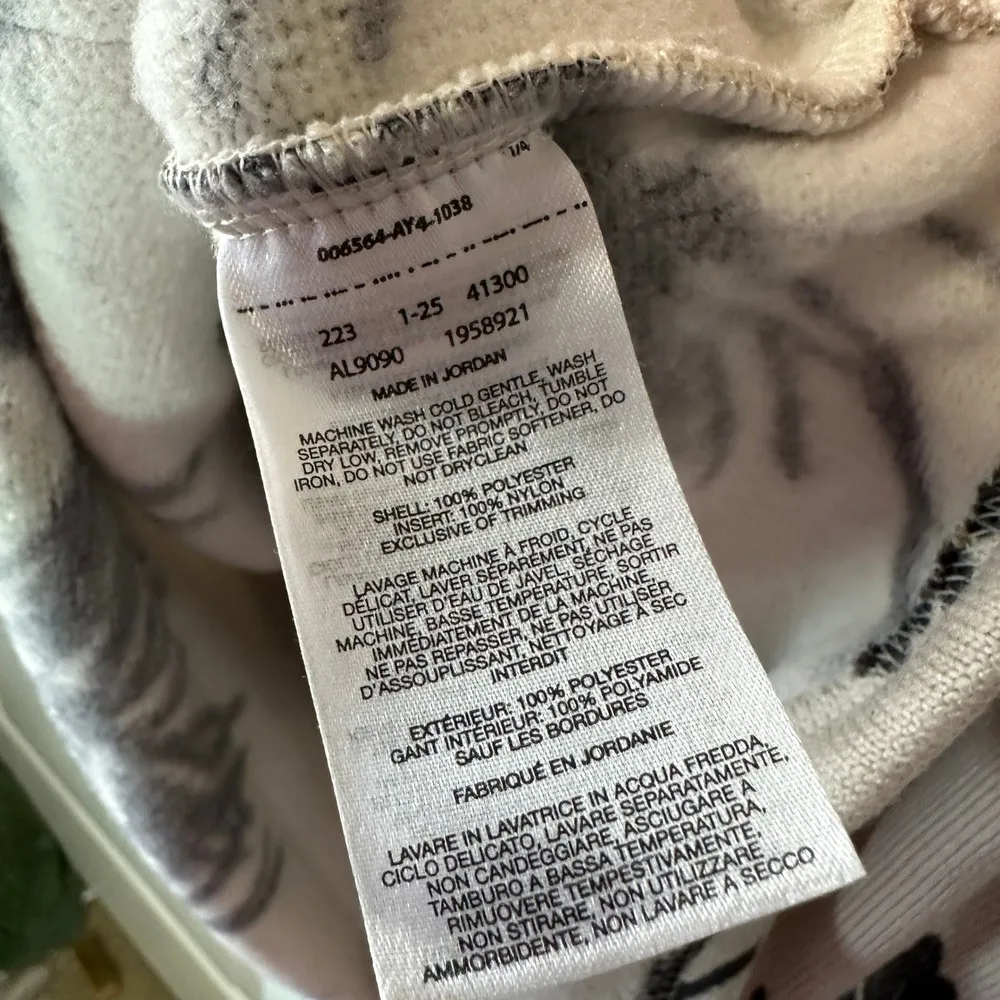 1/4
006564-AY4-1038
223 1-25 41300
AL9090 1958921
MADE IN JORDAN
MACHINE WASH COLD GENTLE, WASH
SEPARATELY, DO NOT BLEACH, TUMBLE
DRY LOW, REMOVE PROMPTLY, DO NOT
IRON, DO NOT USE FABRIC SOFTENER, DO
NOT DRYCLEAN
SHELL: 100% POLYESTER
INSERT: 100% NYLON
EXCLUSIVE OF TRIMMING
LAVAGE MACHINE À FROID, CYCLE
DÉLICAT, LAVER SÉPARÉMENT, NE PAS
UTILISER D'EAU DE JAVEL, SÉCHAGE
MACHINE, BASSE TEMPÉRATURE, SORTIR
IMMÉDIATEMENT DE LA MACHINE,
NE PAS REPASSER, NE PAS UTILISER
D'ASSOUPLISSANT, NETTOYAGE À SEC
INTERDIT
EXTÉRIEUR: 100% POLYESTER
GANT INTÉRIEUR: 100% POLYAMIDE
SAUF LES BORDURES
FABRIQUÉ EN JORDANIE
LAVARE IN LAVATRICE IN ACQUA FREDDA,
CICLO DELICATO, LAVARE SEPARATAMENTE,
NON CANDEGGIARE, ASCIUGARE A
TAMBURO A BASSA TEMPERATURA,
RIMUOVERE TEMPESTIVAMENTE,
NON STIRARE, NON UTILIZZARE
AMMORBIDENTE, NON LAVARE A SECCO